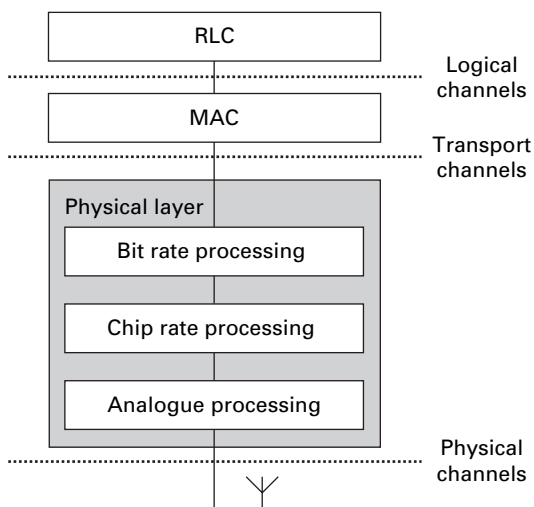 RLC
Logical
channels
MAC
Transport
channels
Physical layer
Bit rate processing
Chip rate processing
Analogue processing
Physical
channels